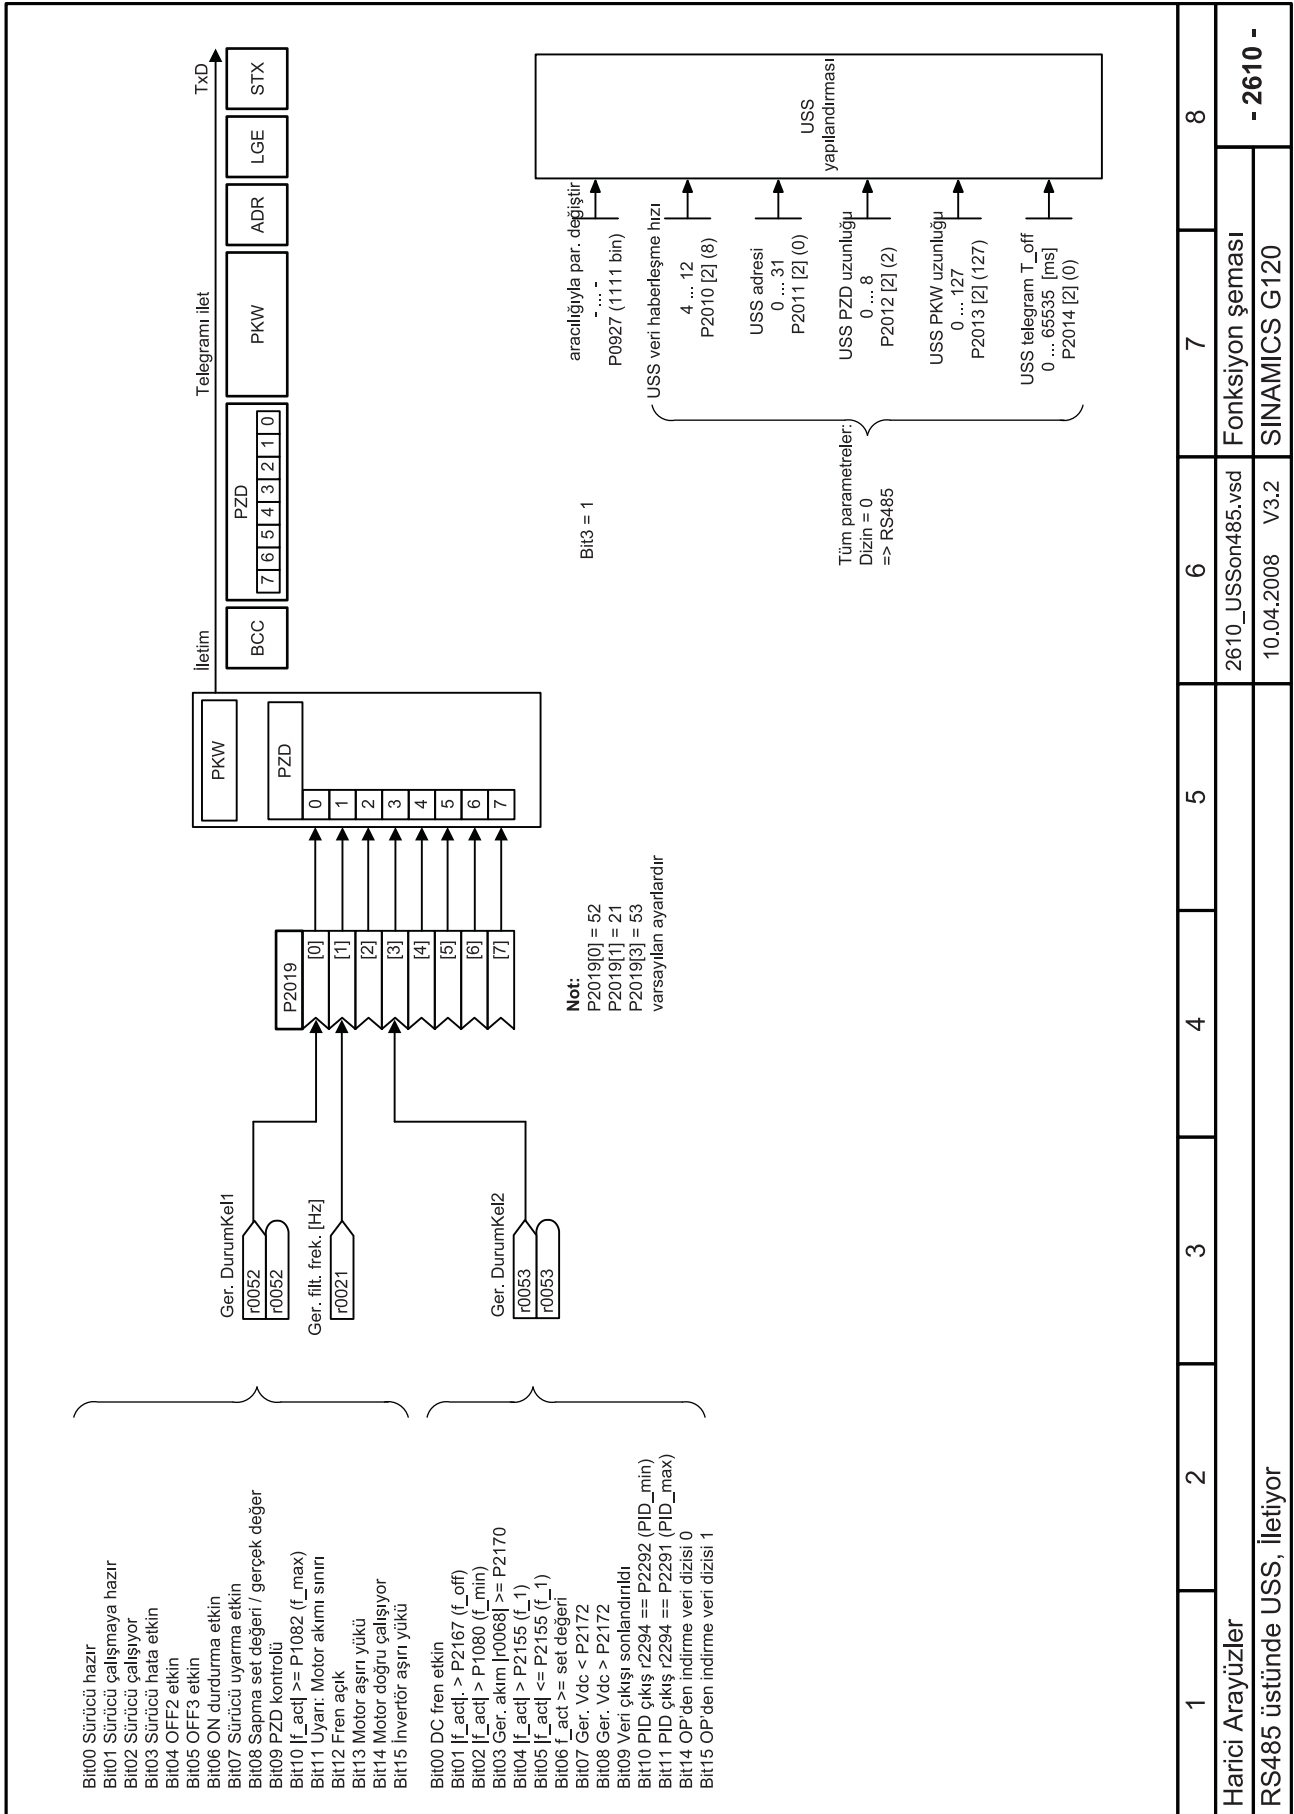 Bit00 Sürücü hazır
Bit01 Sürücü çalışmaya hazır
Bit02 Sürücü çalışıyor
Bit03 Sürücü hata etkin
Bit04 OFF2 etkin
Bit05 OFF3 etkin
Bit06 ON durdurma etkin
Bit07 Sürücü uyarma etkin
Bit08 Sapma set değeri / gerçek değer
Bit09 PZD kontrolü
Bit10 |f_act| >= P1082 (f_max)
Bit11 Uyarı: Motor akımı sınırı
Bit12 Fren açık
Bit13 Motor aşırı yükü
Bit14 Motor doğru çalışıyor
Bit15 İnvertör aşırı yükü
Bit00 DC fren etkin
Bit01 |f_act|. > P2167 (f_off)
Bit02 |f_act| > P1080 (f_min)
Bit03 Ger. akım |r0068| >= P2170
Bit04 |f_act| > P2155 (f_1)
Bit05 |f_act| <= P2155 (f_1)
Bit06 f_act >= set değeri
Bit07 Ger. Vdc < P2172
Bit08 Ger. Vdc > P2172
Bit09 Veri çıkışı sonlandırıldı
Bit10 PID çıkış r2294 == P2292 (PID_min)
Bit11 PID çıkış r2294 == P2291 (PID_max)
Bit14 OP'den indirme veri dizisi 0
Bit15 OP'den indirme veri dizisi 1
Ger. DurumKel1
r0052
r0052
Ger. filt. frek. [Hz]
r0021
Ger. DurumKel2
r0053
r0053
P2019
[0]
[1]
[2]
[3]
[4]
[5]
[6]
[7]
Not:
P2019[0] = 52
P2019[1] = 21
P2019[3] = 53
varsayılan ayarlardır
PKW
PZD
0
1
2
3
4
5
6
7
İletim
Telegramı ilet
TxD
BCC
PZD
7 6 5 4 3 2 1 0
PKW
ADR
LGE
STX
Bit3 = 1
aracılığıyla par. değiştir
- ... -
P0927 (1111 bin)
USS veri haberleşme hızı
4 ... 12
P2010 [2] (8)
USS adresi
0 ... 31
P2011 [2] (0)
USS PZD uzunluğu
0 ... 8
P2012 [2] (2)
USS PKW uzunluğu
0 ... 127
P2013 [2] (127)
USS telegram T_off
0 ... 65535 [ms]
P2014 [2] (0)
Tüm parametreler:
Dizin = 0
=> RS485
USS
yapılandırması
1 2 3 4 5 6 7 8
Harici Arayüzler
2610_USSon485.vsd
Fonksiyon şeması
- 2610 -
RS485 üstünde USS, İletiyor
10.04.2008 V3.2
SINAMICS G120